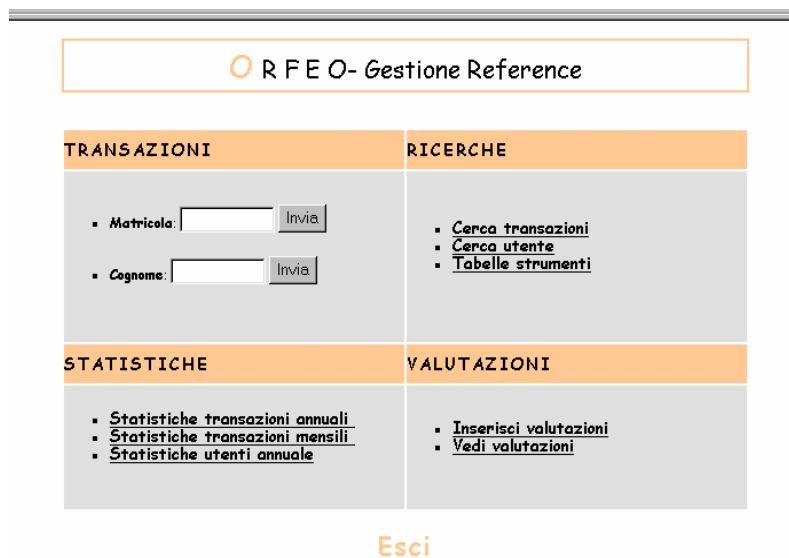 O R F E O- Gestione Reference
TRANSAZIONI
Matricola: Invia
Cognome: Invia
RICERCHE
Cerca transazioni
Cerca utente
Tabelle strumenti
STATISTICHE
Statistiche transazioni annuali
Statistiche transazioni mensili
Statistiche utenti annuale
VALUTAZIONI
Inserisci valutazioni
Vedi valutazioni
Esci